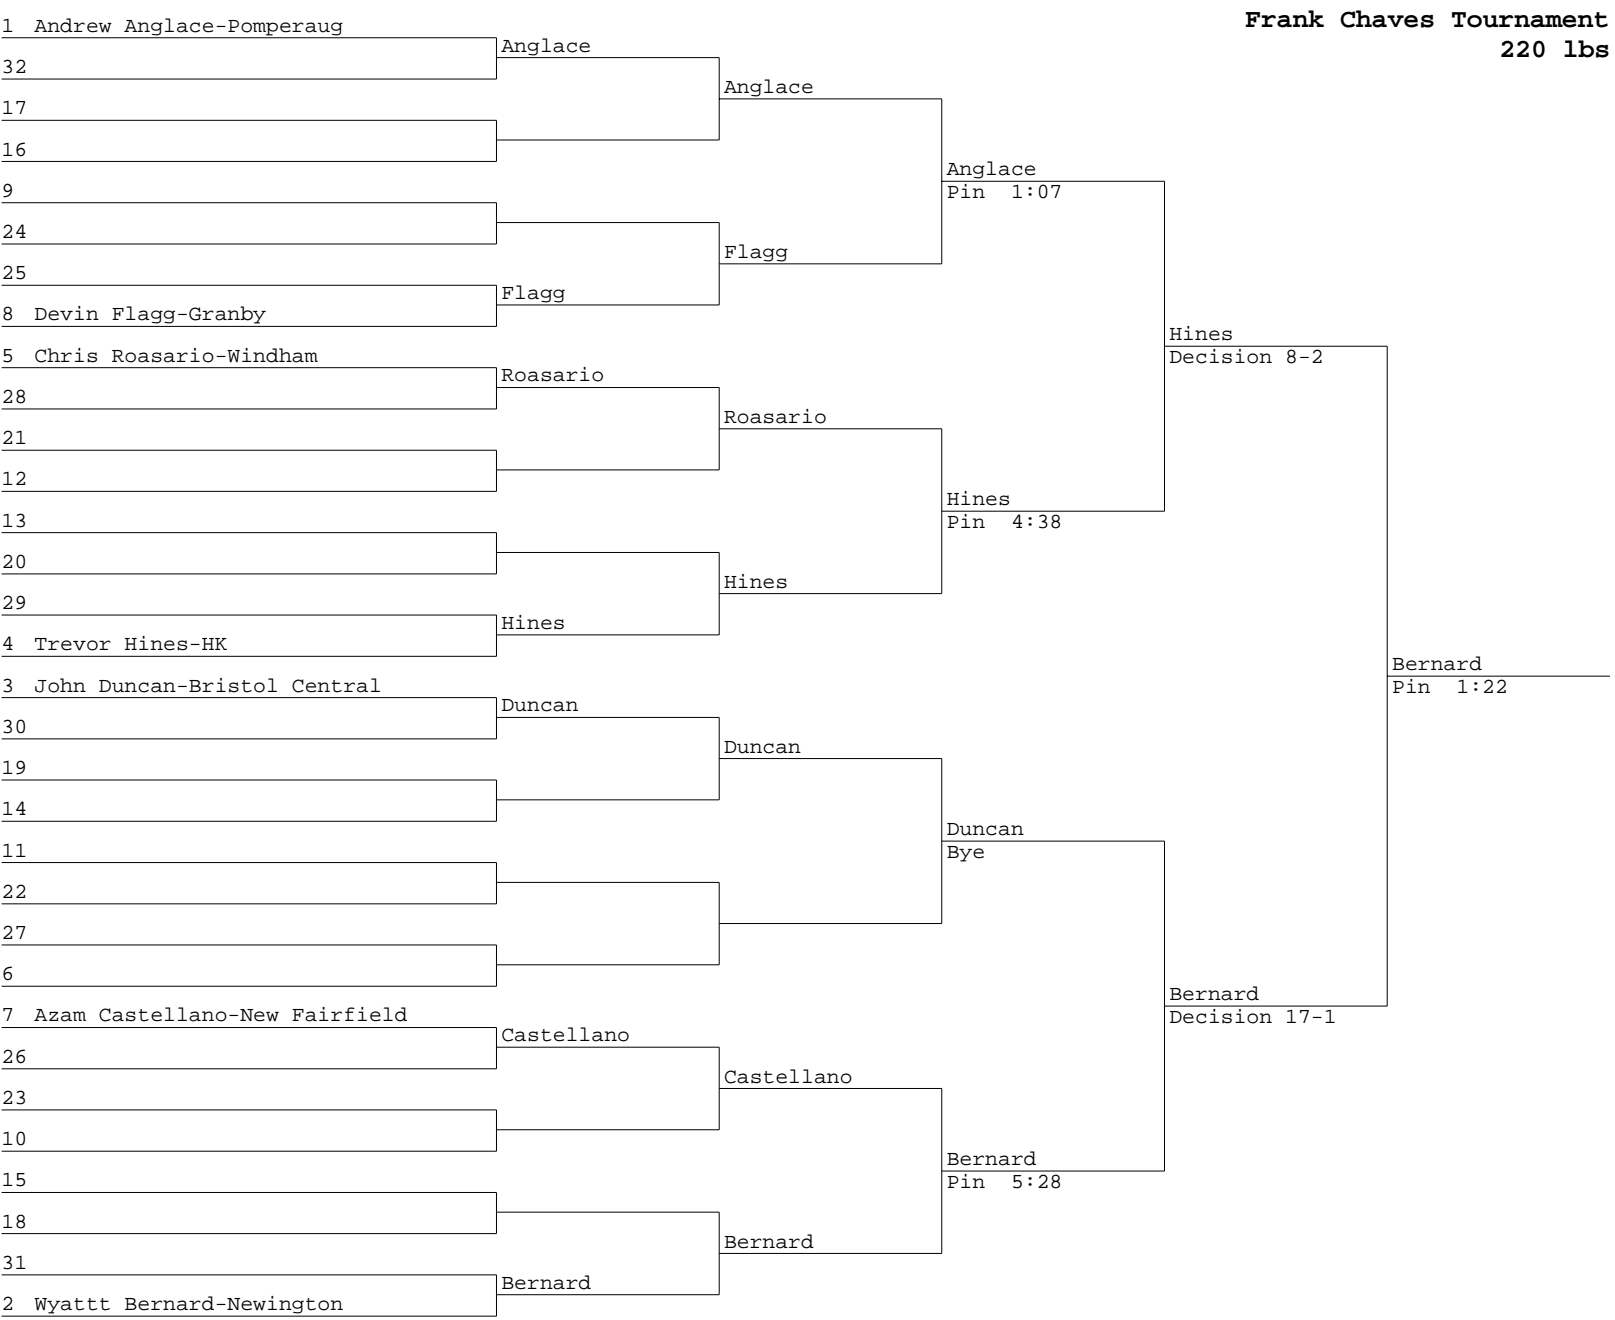 Frank Chaves Tournament
220 lbs
1 Andrew Anglace-Pomperaug
32
17
16
9
24
25
8 Devin Flagg-Granby
5 Chris Roasario-Windham
28
21
12
13
20
29
4 Trevor Hines-HK
3 John Duncan-Bristol Central
30
19
14
11
22
27
6
7 Azam Castellano-New Fairfield
26
23
10
15
18
31
2 Wyattt Bernard-Newington
Anglace
Flagg
Roasario
Hines
Duncan
Castellano
Bernard
Anglace
Flagg
Roasario
Hines
Duncan
Castellano
Bernard
Anglace
Pin 1:07
Hines
Pin 4:38
Duncan
Bye
Bernard
Pin 5:28
Hines
Decision 8-2
Bernard
Decision 17-1
Bernard
Pin 1:22